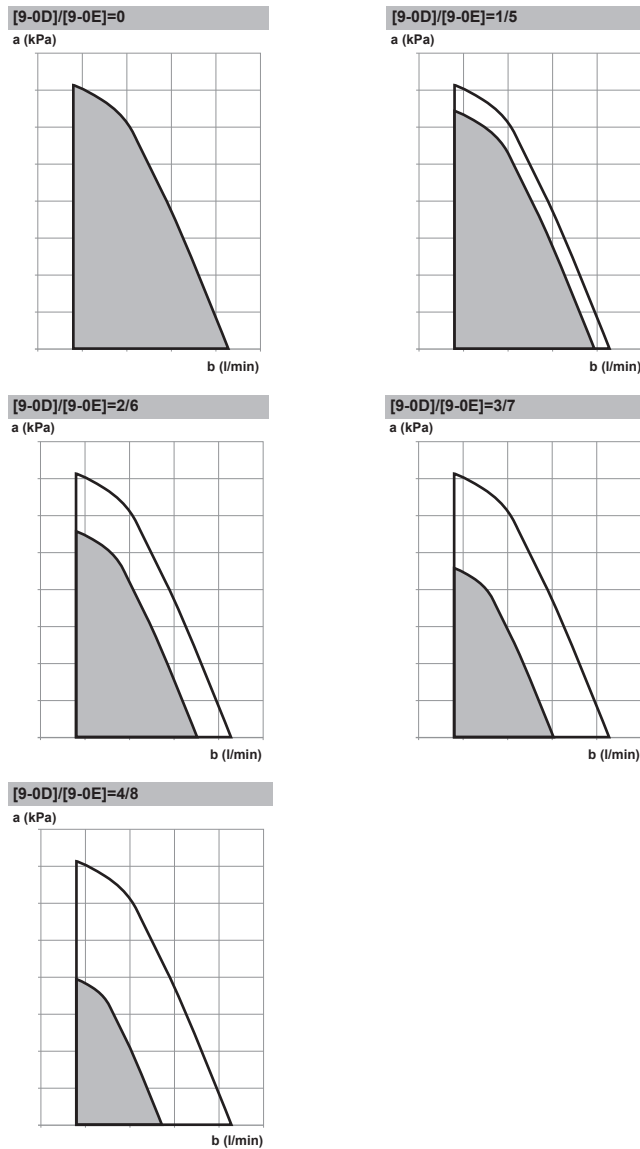 [9-0D]/[9-0E]=0
a (kPa)
b (l/min)
[9-0D]/[9-0E]=1/5
a (kPa)
b (l/min)
[9-0D]/[9-0E]=2/6
a (kPa)
b (l/min)
[9-0D]/[9-0E]=3/7
a (kPa)
b (l/min)
[9-0D]/[9-0E]=4/8
a (kPa)
b (l/min)